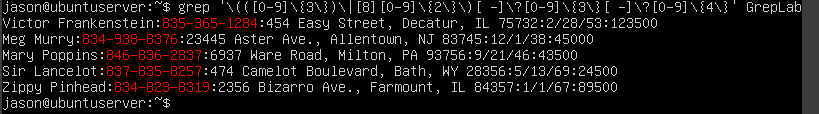 jason@ubuntuserver:~$ grep '\(([0-9]\{3\})\|[8][0-9]\{2\}\)[ -]\?[0-9]\{3\}[ -]\?[0-9]\{4\}' GrepLab
Victor Frankenstein:835-365-1284:454 Easy Street, Decatur, IL 75732:2/28/53:123500
Meg Murry:834-938-8376:23445 Aster Ave., Allentown, NJ 83745:12/1/38:45000
Mary Poppins:846-836-2837:6937 Ware Road, Milton, PA 93756:9/21/46:43500
Sir Lancelot:837-835-8257:474 Camelot Boulevard, Bath, WY 28356:5/13/69:24500
Zippy Pinhead:834-823-8319:2356 Bizarro Ave., Farmount, IL 84357:1/1/67:89500
jason@ubuntuserver:~$